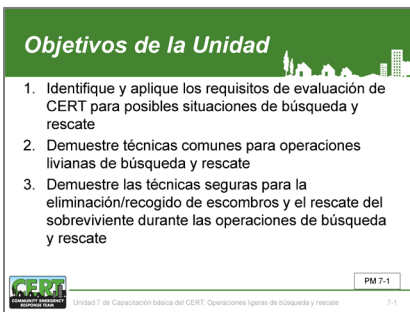 Objetivos de la Unidad
1. Identifique y aplique los requisitos de evaluación de
CERT para posibles situaciones de búsqueda y
rescate
2. Demuestre técnicas comunes para operaciones
livianas de búsqueda y rescate
3. Demuestre las técnicas seguras para la
eliminación/recogido de escombros y el rescate del
sobreviviente durante las operaciones de búsqueda
y rescate
PM 7-1
CERT
COMMUNITY EMERGENCY
RESPONSE TEAM
Unidad 7 de Capacitación básica del CERT: Operaciones ligeras de búsqueda y rescate
7-1